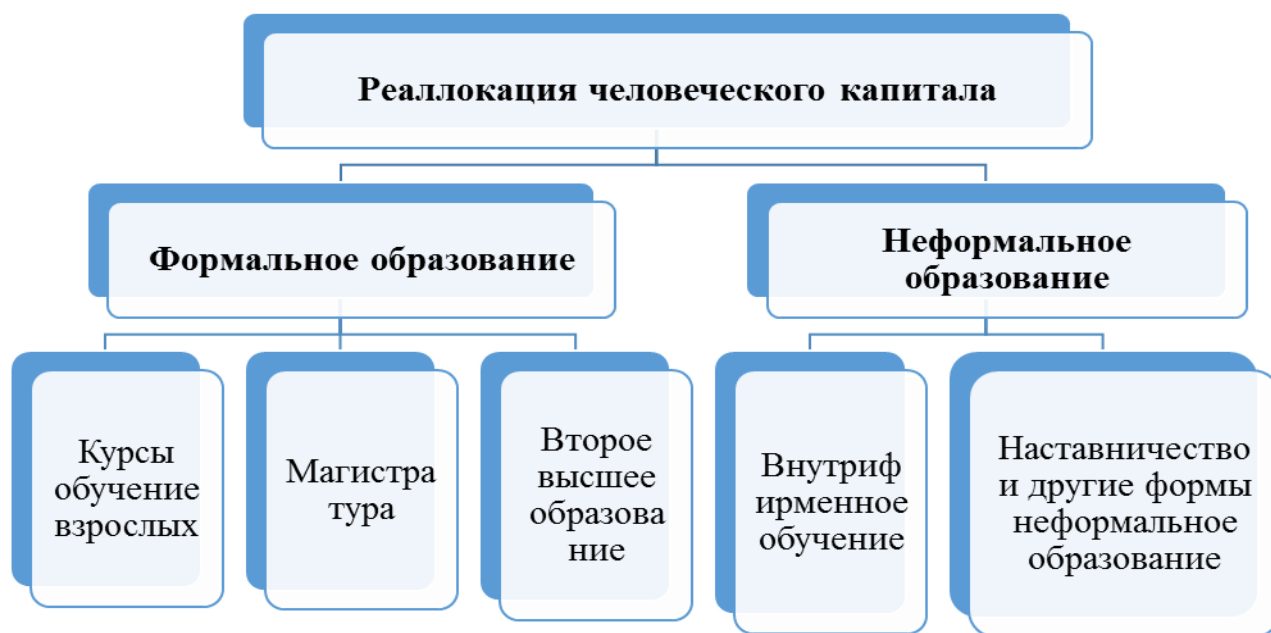 Реаллокация человеческого капитала
Формальное образование
Неформальное
образование
Курсы
обучение
взрослых
Магистра
тура
Второе
высшее
образова
ние
Внутриф
ирменное
обучение
Наставничество
и другие формы
неформальное
образование